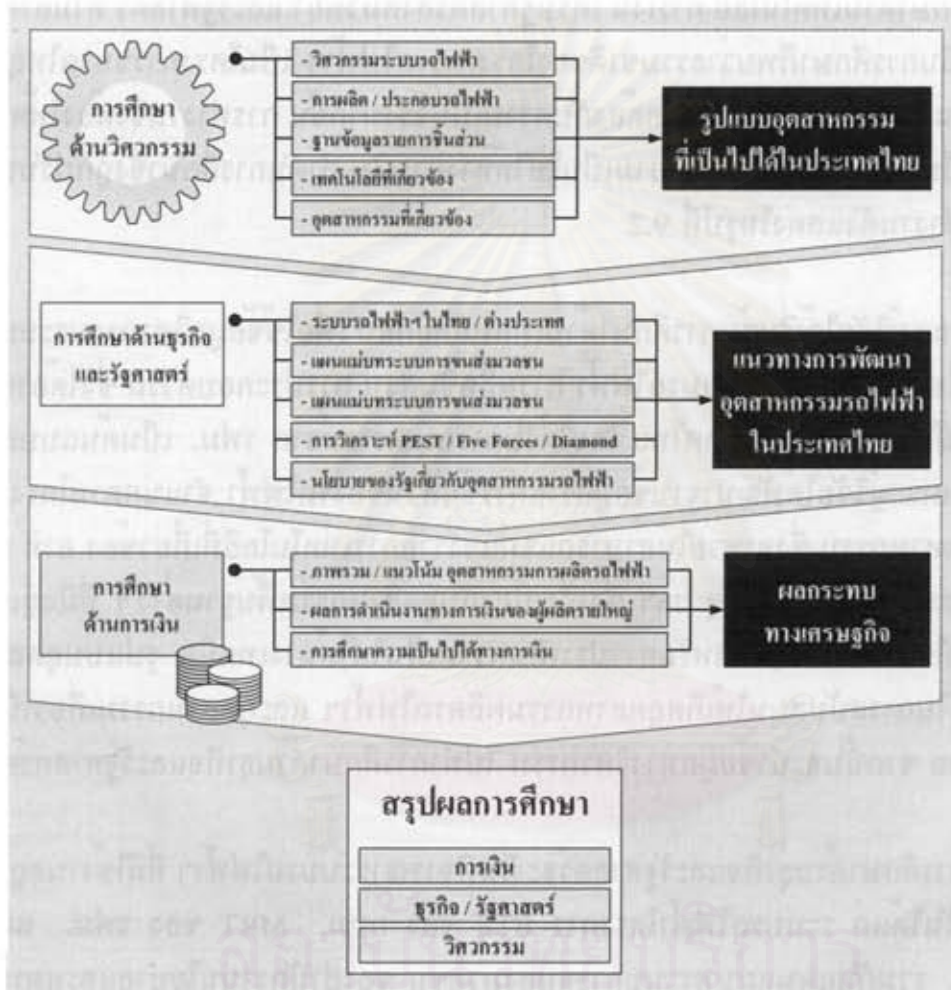 การศึกษา
ด้านวิศวกรรม
- วิศวกรรมระบบรถไฟฟ้า
- การผลิต / ประกอบรถไฟฟ้า
- ฐานข้อมูลรายการชิ้นส่วน
- เทคโนโลยีที่เกี่ยวข้อง
- อุตสาหกรรมที่เกี่ยวข้อง
รูปแบบอุตสาหกรรม
ที่เป็นไปได้ในประเทศไทย
การศึกษาด้านธุรกิจ
และรัฐศาสตร์
- ระบบรถไฟฟ้าฯ ในไทย / ต่างประเทศ
- แผนแม่บทระบบการขนส่งมวลชน
- แผนแม่บทระบบการขนส่งมวลชน
- การวิเคราะห์ PEST / Five Forces / Diamond
- นโยบายของรัฐเกี่ยวกับอุตสาหกรรมรถไฟฟ้า
แนวทางการพัฒนา
อุตสาหกรรมรถไฟฟ้า
ในประเทศไทย
การศึกษา
ด้านการเงิน
- ภาพรวม / แนวโน้ม อุตสาหกรรมการผลิตรถไฟฟ้า
- ผลการดำเนินงานทางการเงินของผู้ผลิตรายใหญ่
- การศึกษาความเป็นไปได้ทางการเงิน
ผลกระทบ
ทางเศรษฐกิจ
สรุปผลการศึกษา
การเงิน
ธุรกิจ / รัฐศาสตร์
วิศวกรรม